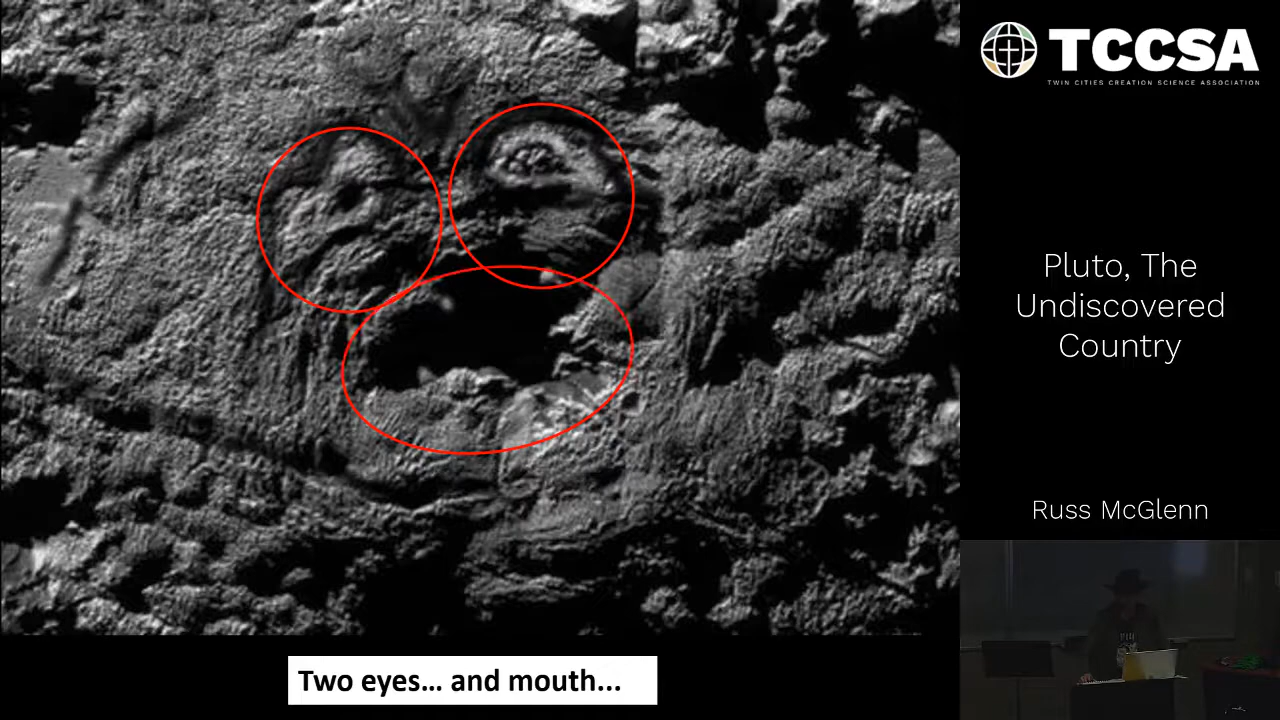 TCCSA
TWIN CITIES CREATION SCIENCE ASSOCIATION
Pluto, The
Undiscovered
Country
Russ McGlenn
Two eyes... and mouth...